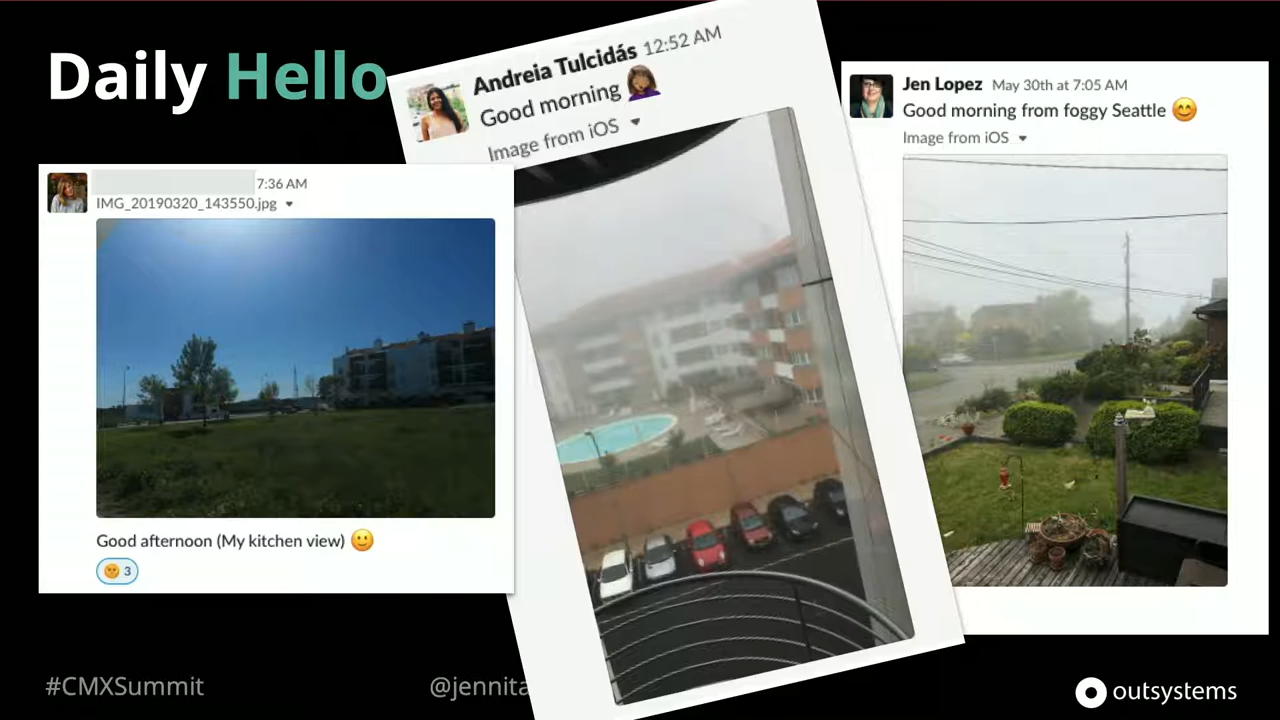 Daily Hello
7:36 AM
IMG_20190320_143550.jpg
Good afternoon (My kitchen view)
3
Andreia Tulcidás 12:52 AM
Good morning
Image from iOS
Jen Lopez May 30th at 7:05 AM
Good morning from foggy Seattle
Image from iOS
#CMXSummit
@jennita
outsystems